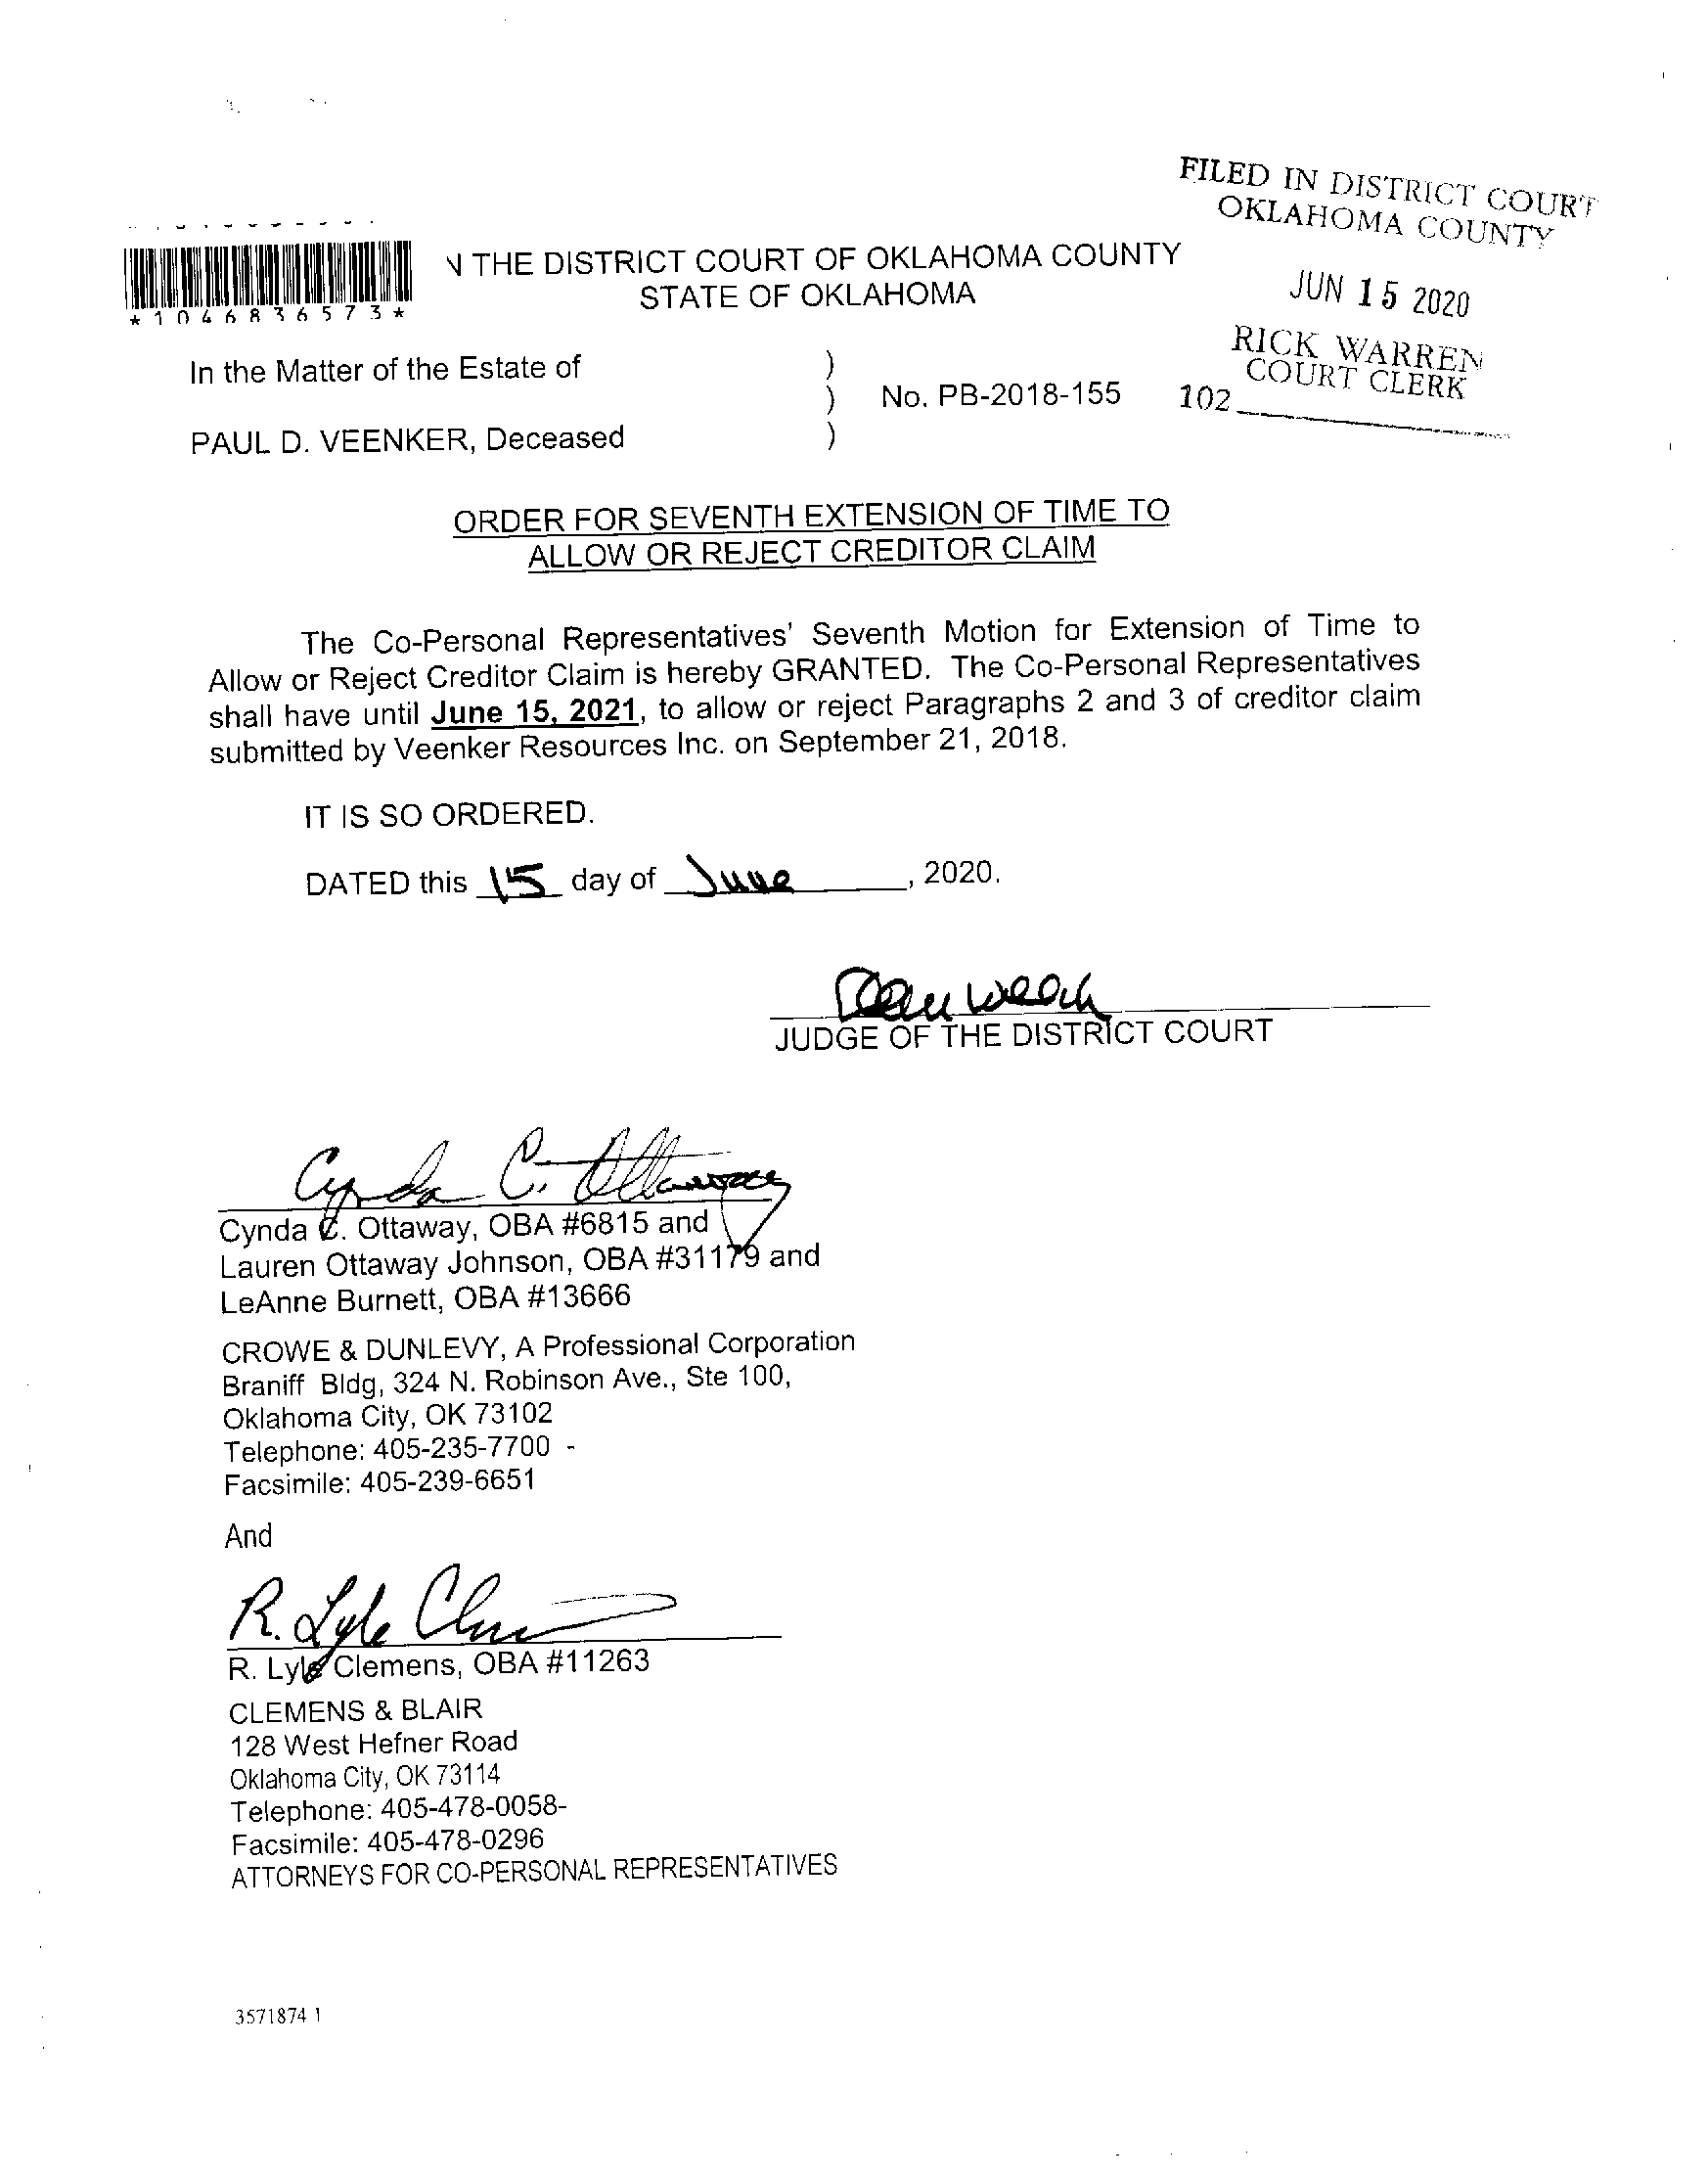 FILED IN DISTRICT COURT
OKLAHOMA COUNTY
JUN 15 2020
RICK WARREN
COURT CLERK
102
*1046836573*
N THE DISTRICT COURT OF OKLAHOMA COUNTY
STATE OF OKLAHOMA
In the Matter of the Estate of )
) No. PB-2018-155
PAUL D. VEENKER, Deceased )
ORDER FOR SEVENTH EXTENSION OF TIME TO
ALLOW OR REJECT CREDITOR CLAIM
The Co-Personal Representatives' Seventh Motion for Extension of Time to
Allow or Reject Creditor Claim is hereby GRANTED. The Co-Personal Representatives
shall have until June 15, 2021, to allow or reject Paragraphs 2 and 3 of creditor claim
submitted by Veenker Resources Inc. on September 21, 2018.
IT IS SO ORDERED.
DATED this 15 day of June, 2020.
JUDGE OF THE DISTRICT COURT
Cynda C. Ottaway
Cynda C. Ottaway, OBA #6815 and
Lauren Ottaway Johnson, OBA #31179 and
LeAnne Burnett, OBA #13666
CROWE & DUNLEVY, A Professional Corporation
Braniff Bldg, 324 N. Robinson Ave., Ste 100,
Oklahoma City, OK 73102
Telephone: 405-235-7700 -
Facsimile: 405-239-6651
And
R. Lyle Clemens
R. Lyle Clemens, OBA #11263
CLEMENS & BLAIR
128 West Hefner Road
Oklahoma City, OK 73114
Telephone: 405-478-0058-
Facsimile: 405-478-0296
ATTORNEYS FOR CO-PERSONAL REPRESENTATIVES
3571874 1